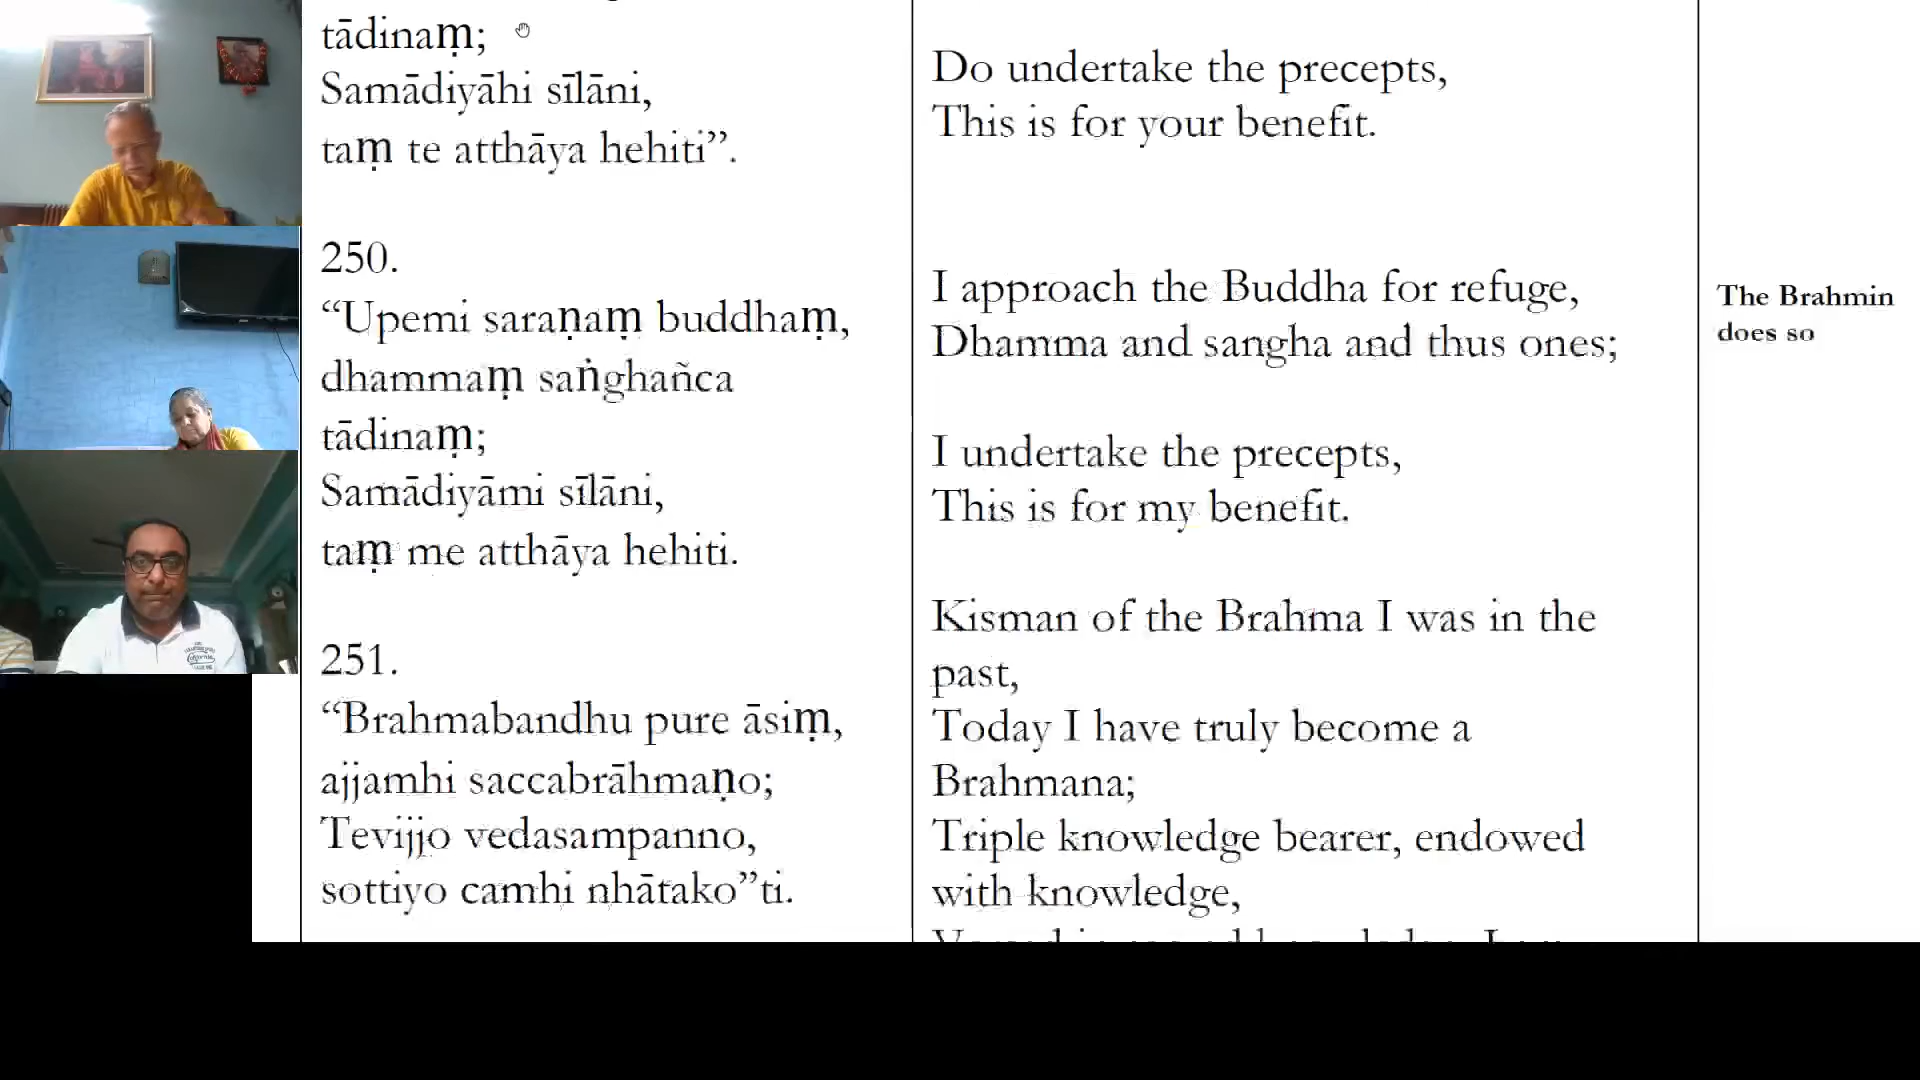 tādinaṃ;
Samādiyāhi sīlāni,
taṃ te atthāya hehiti”.
250.
“Upemi saraṇaṃ buddhaṃ,
dhammaṃ saṅghañca
tādinaṃ;
Samādiyāmi sīlāni,
taṃ me atthāya hehiti.
251.
“Brahmabandhu pure āsiṃ,
ajjamhi saccabrāhmaṇo;
Tevijjo vedasampanno,
sottiyo camhi nhātako”ti.
Do undertake the precepts,
This is for your benefit.
I approach the Buddha for refuge,
Dhamma and sangha and thus ones;
I undertake the precepts,
This is for my benefit.
Kisman of the Brahma I was in the
past,
Today I have truly become a
Brahmana;
Triple knowledge bearer, endowed
with knowledge,
The Brahmin
does so